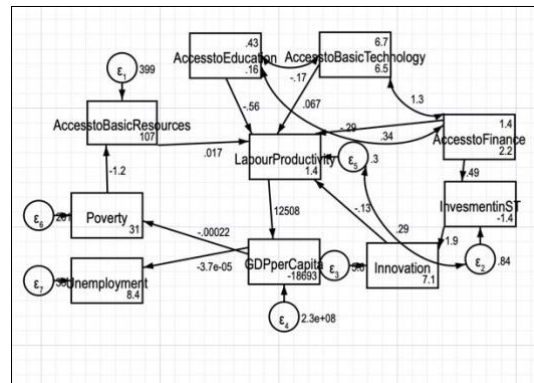 .43
AccesstoEducation
.16
6.7
AccesstoBasicTechnology
6.5
-.17
ε1
399
-.56
.067
1.3
AccesstoBasicResources
107
-.29
.34
1.4
AccesstoFinance
2.2
.017
LabourProductivity
1.4
ε5
.3
.49
-1.2
InvesmentinST
-1.4
ε6
Poverty
31
12508
-.13
.29
1.9
-.00022
GDPperCapita
-18693
ε3
Innovation
7.1
ε2
.84
ε7
Unemployment
8.4
-3.7e-05
ε4
2.3e+08